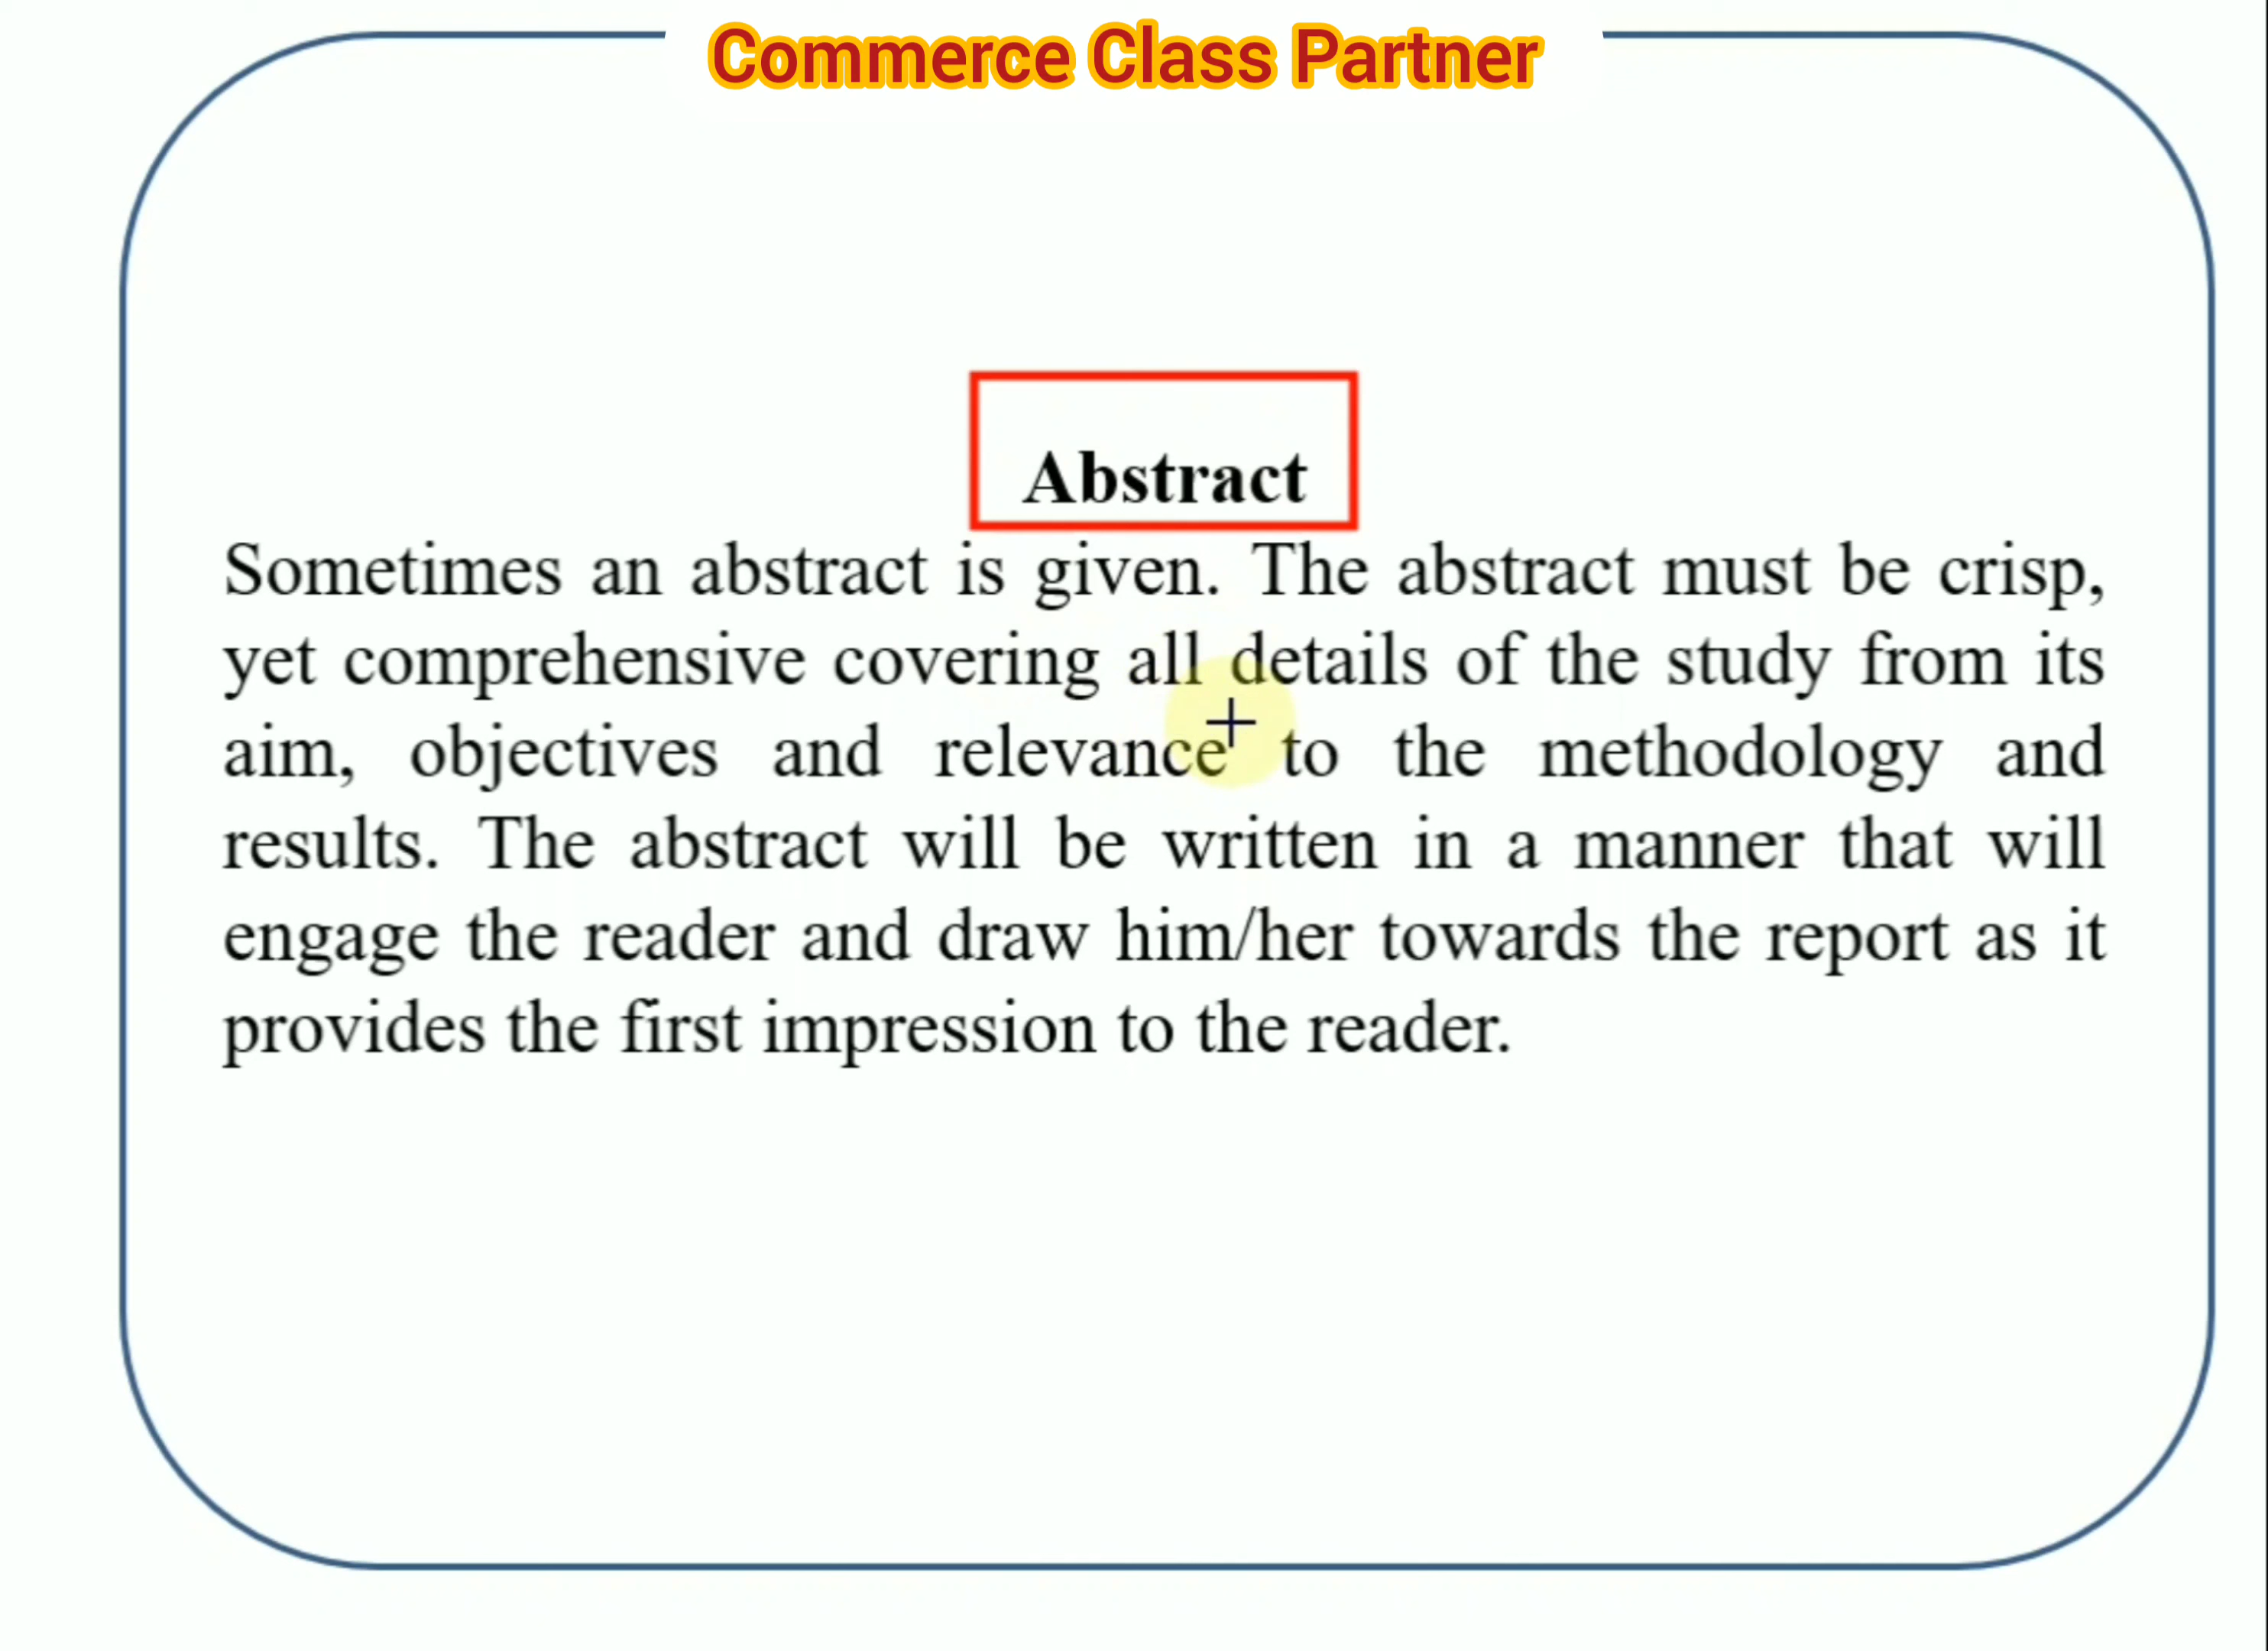 Commerce Class Partner
Abstract
Sometimes an abstract is given. The abstract must be crisp,
yet comprehensive covering all details of the study from its
aim, objectives and relevance to the methodology and
results. The abstract will be written in a manner that will
engage the reader and draw him/her towards the report as it
provides the first impression to the reader.